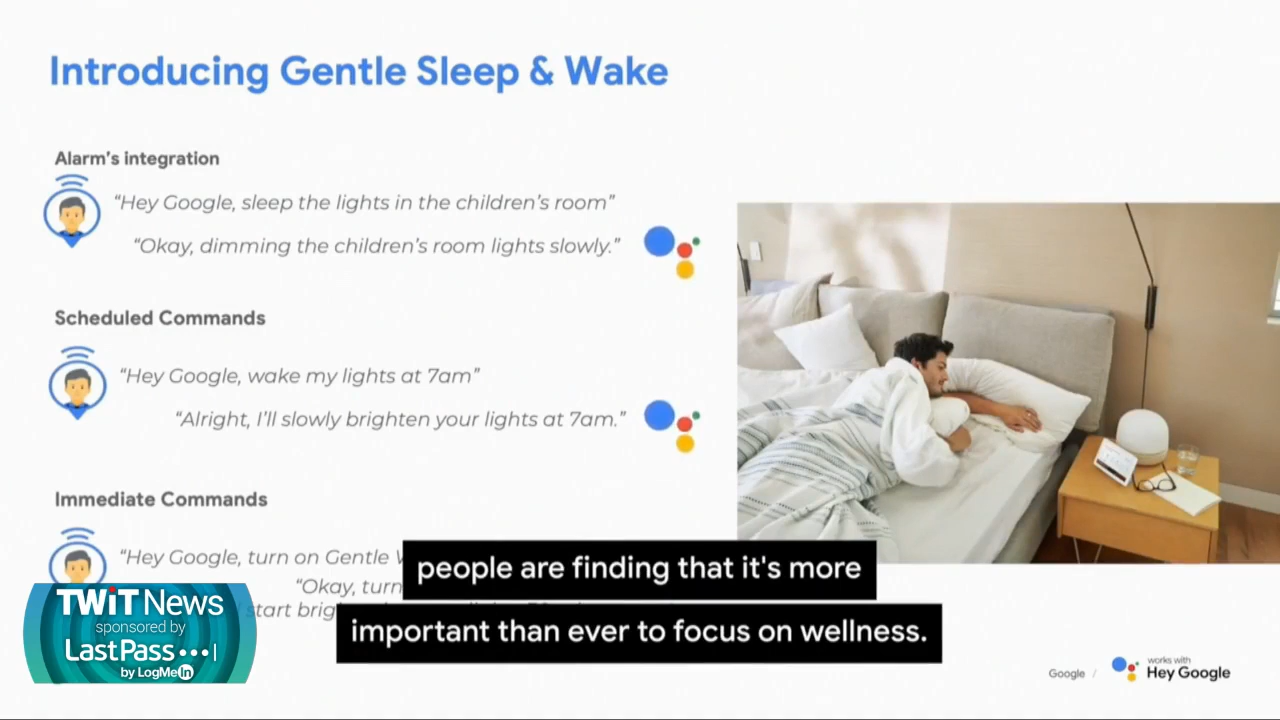 Introducing Gentle Sleep & Wake
Alarm's integration
“Hey Google, sleep the lights in the children's room”
“Okay, dimming the children's room lights slowly.”
Scheduled Commands
“Hey Google, wake my lights at 7am”
“Alright, I'll slowly brighten your lights at 7am.”
Immediate Commands
“Hey Google, turn on Gentle
“Okay, turn
start
people are finding that it's more
important than ever to focus on wellness.
TWiT News
sponsored by
LastPass •••|
by LogMeIn
Google /
works with
Hey Google